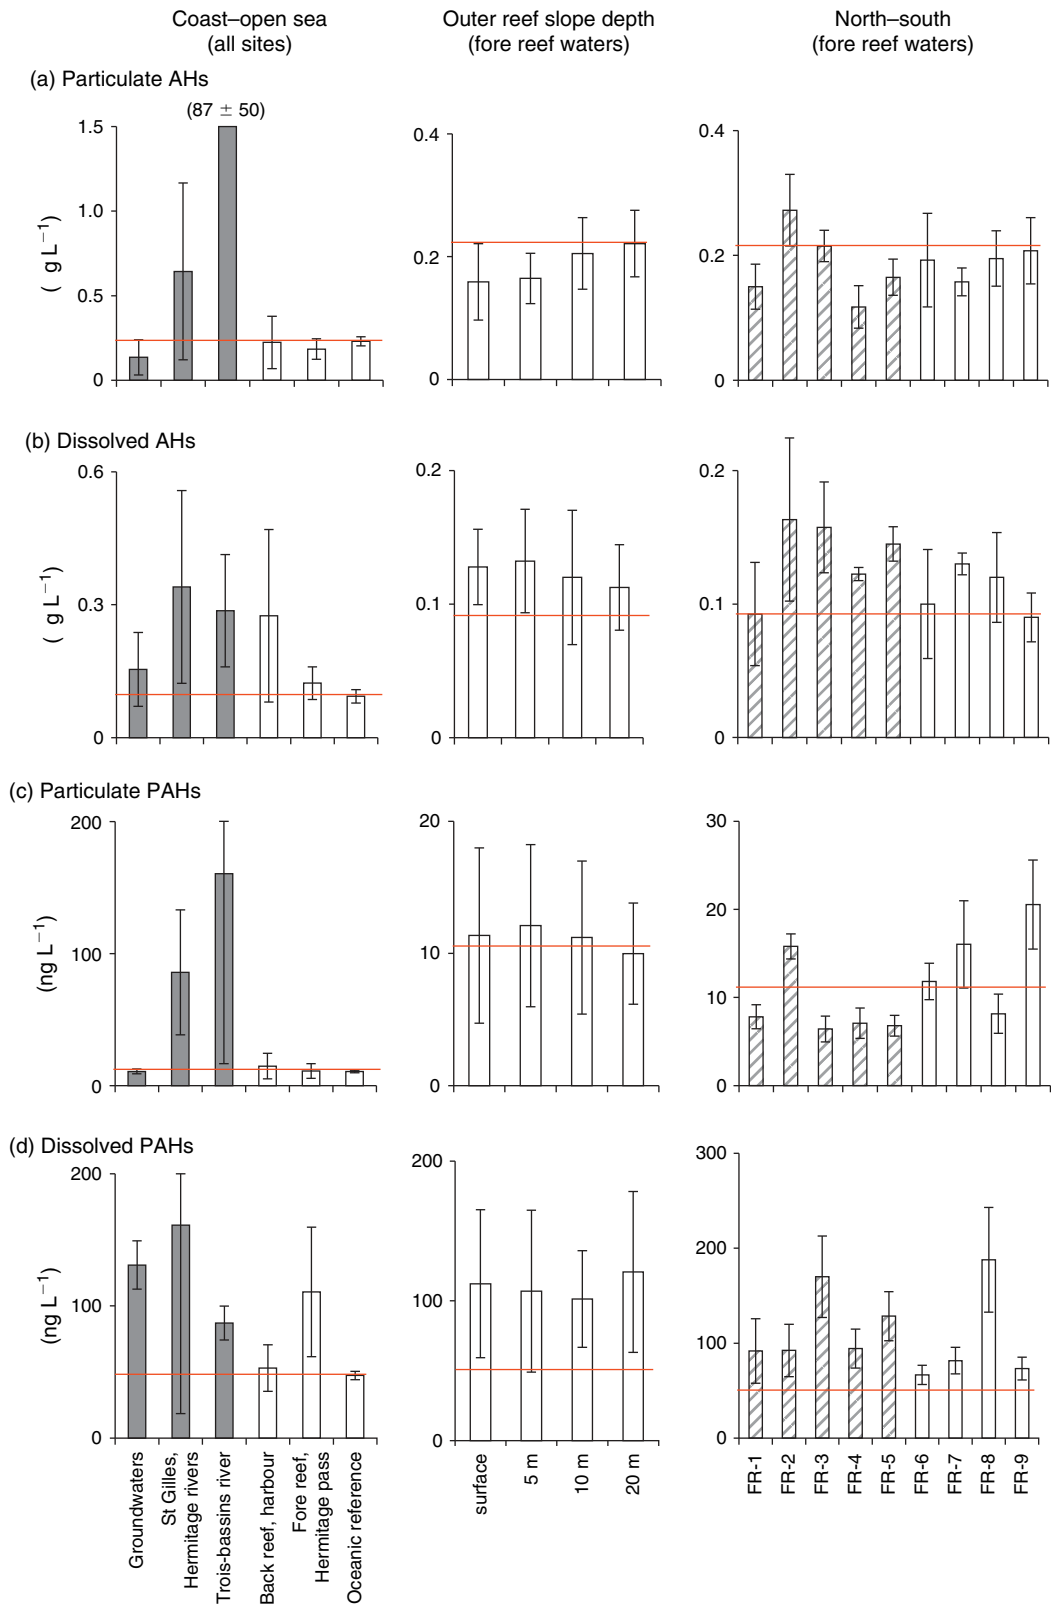 Coast–open sea
(all sites)
Outer reef slope depth
(fore reef waters)
North–south
(fore reef waters)
(a) Particulate AHs
(87 ± 50)
1.5
1.0
0.5
0
( g L⁻¹)
0.4
0.2
0
0.4
0.2
0
(b) Dissolved AHs
0.6
0.3
0
( g L⁻¹)
0.2
0.1
0
0.2
0.1
0
(c) Particulate PAHs
200
100
0
(ng L⁻¹)
20
10
0
30
20
10
0
(d) Dissolved PAHs
200
100
0
(ng L⁻¹)
200
100
0
300
200
100
0
Groundwaters
St Gilles,
Hermitage rivers
Trois-bassins river
Back reef, harbour
Fore reef,
Hermitage pass
Oceanic reference
surface
5 m
10 m
20 m
FR-1
FR-2
FR-3
FR-4
FR-5
FR-6
FR-7
FR-8
FR-9